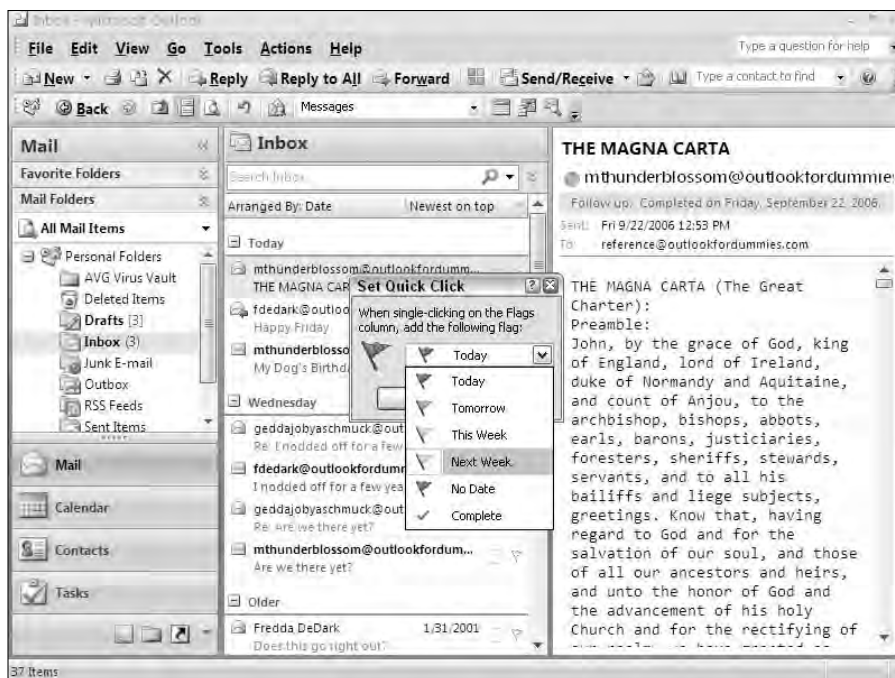 Inbox - Microsoft Outlook
File Edit View Go Tools Actions Help
Type a question for help
New Reply Reply to All Forward Send/Receive Type a contact to find
Back Messages
Mail
Favorite Folders
Mail Folders
All Mail Items
Personal Folders
AVG Virus Vault
Deleted Items
Drafts [3]
Inbox (3)
Junk E-mail
Outbox
RSS Feeds
Sent Items
Mail
Calendar
Contacts
Tasks
Inbox
Search Inbox
Arranged By: Date Newest on top
Today
mthunderblossom@outlookfordumm...
THE MAGNA CAR
fdedark@outloo
Happy Friday
mthunderblosso
My Dog's Birthd
Wednesday
geddajobyaschmuck@out
Re: I nodded off for a few
fdedark@outlookfordumr
I nodded off for a few yea
geddajobyaschmuck@out
Re: Are we there yet?
mthunderblossom@outlookfordum...
Are we there yet?
Older
Fredda DeDark 1/31/2001
Does this go right out?
Set Quick Click
When single-clicking on the Flags
column, add the following flag:
Today
Today
Tomorrow
This Week
Next Week
No Date
Complete
THE MAGNA CARTA
mthunderblossom@outlookfordummies
Follow up. Completed on Friday, September 22, 2006.
Sent: Fri 9/22/2006 12:53 PM
To: reference@outlookfordummies.com
THE MAGNA CARTA (The Great
Charter):
Preamble:
John, by the grace of God, king
of England, lord of Ireland,
duke of Normandy and Aquitaine,
and count of Anjou, to the
archbishop, bishops, abbots,
earls, barons, justiciaries,
foresters, sheriffs, stewards,
servants, and to all his
bailiffs and liege subjects,
greetings. Know that, having
regard to God and for the
salvation of our soul, and those
of all our ancestors and heirs,
and unto the honor of God and
the advancement of his holy
Church and for the rectifying of
37 Items